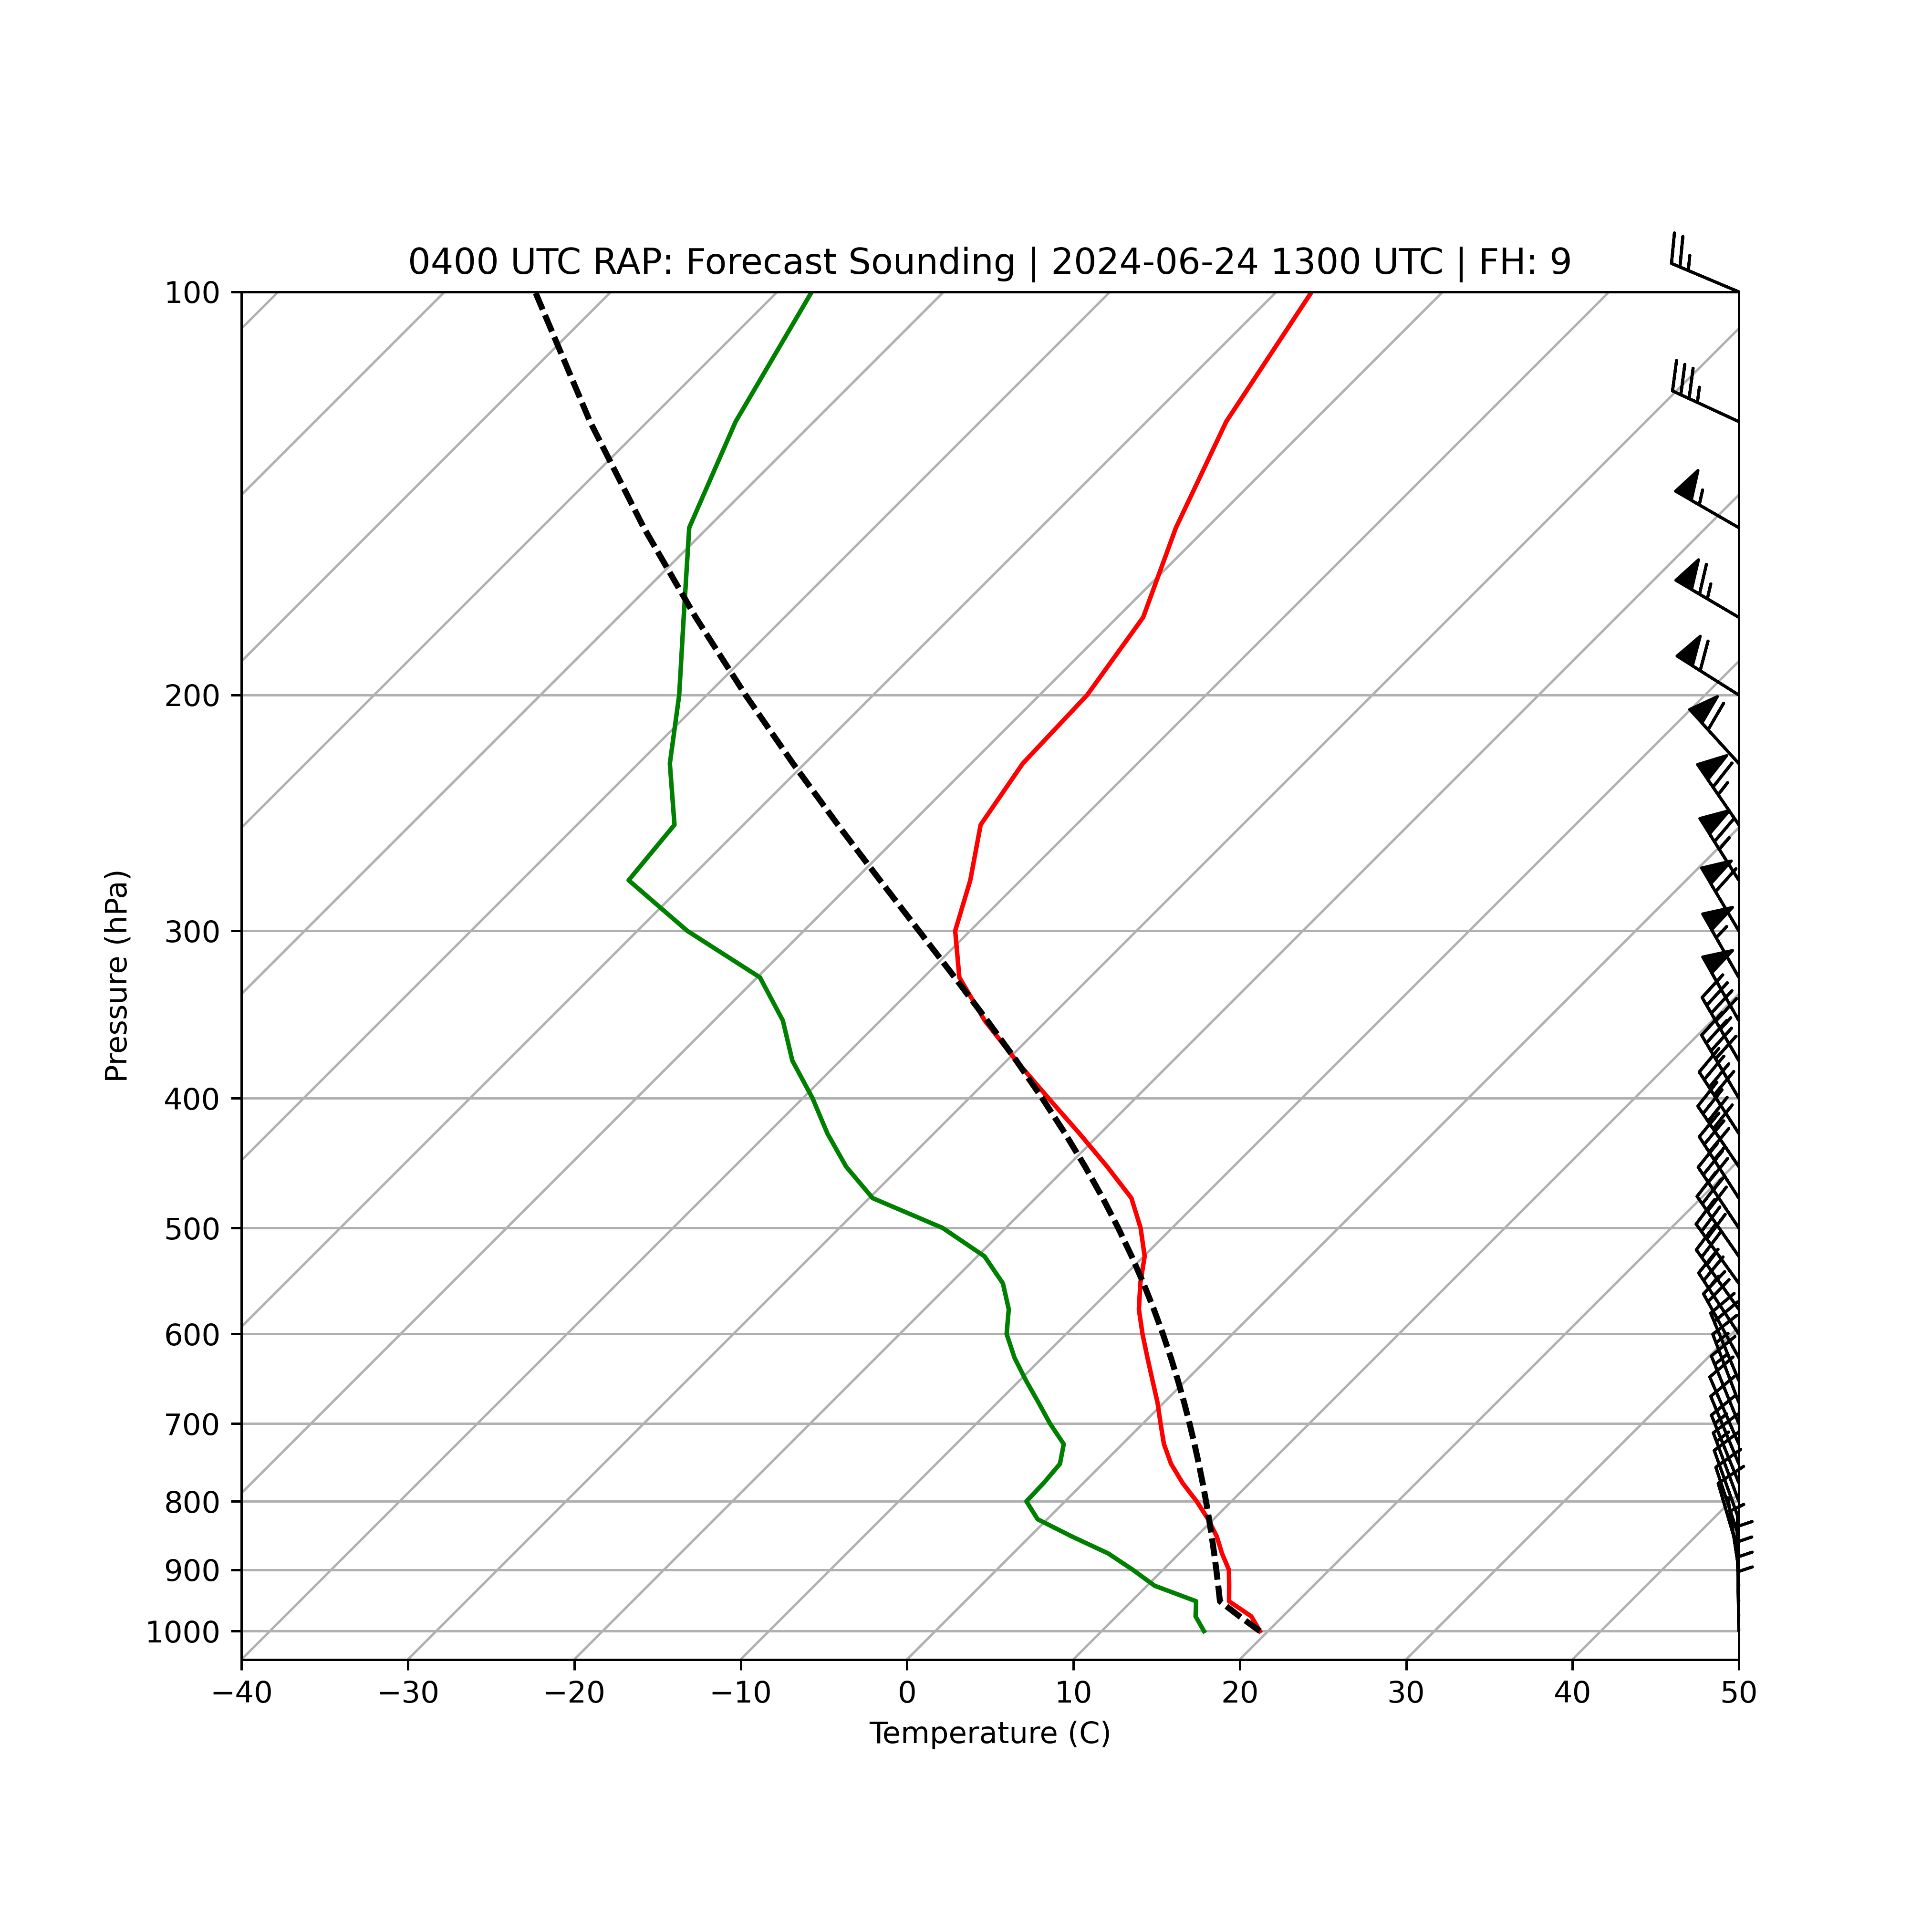 0400 UTC RAP: Forecast Sounding | 2024-06-24 1300 UTC | FH: 9
100
200
300
400
500
600
700
800
900
1000
Pressure (hPa)
−40 −30 −20 −10 0 10 20 30 40 50
Temperature (C)